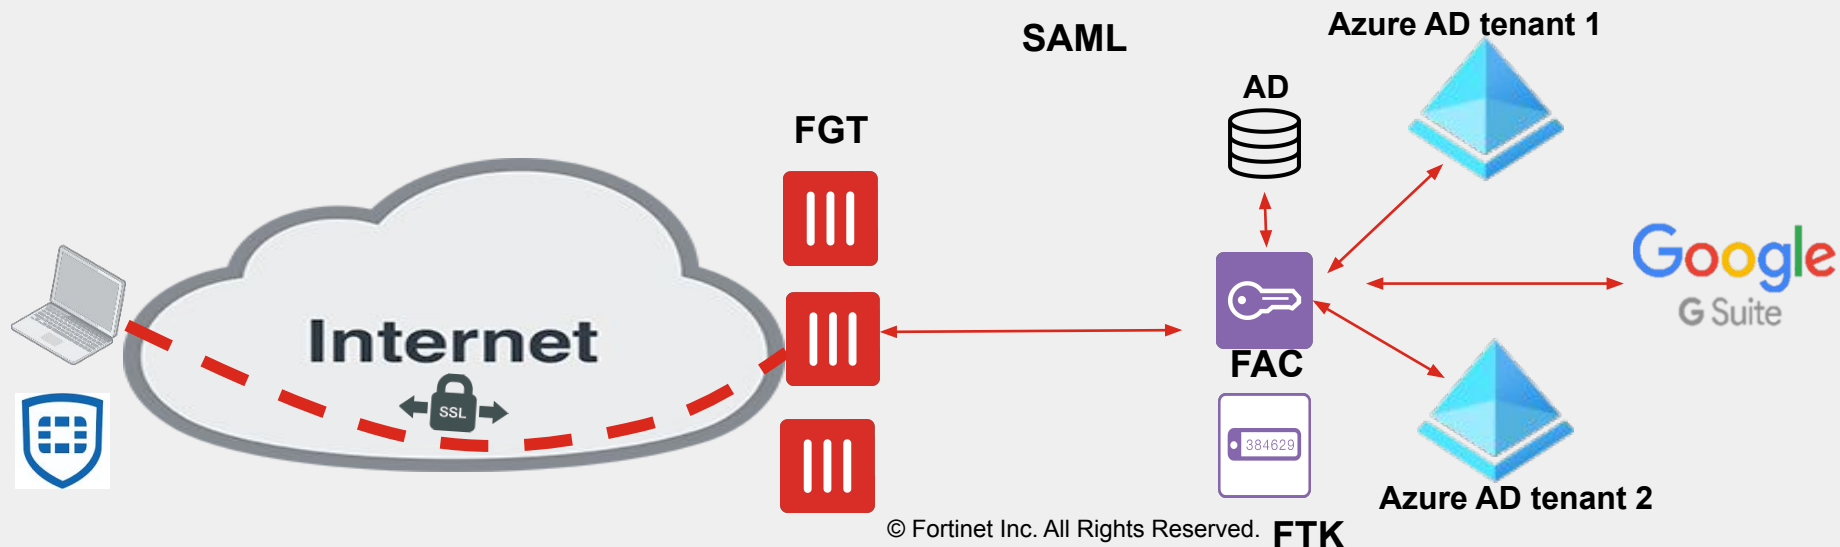 SAML
Azure AD tenant 1
AD
FGT
Google
G Suite
Internet
SSL
FAC
384629
Azure AD tenant 2
© Fortinet Inc. All Rights Reserved.
FTK